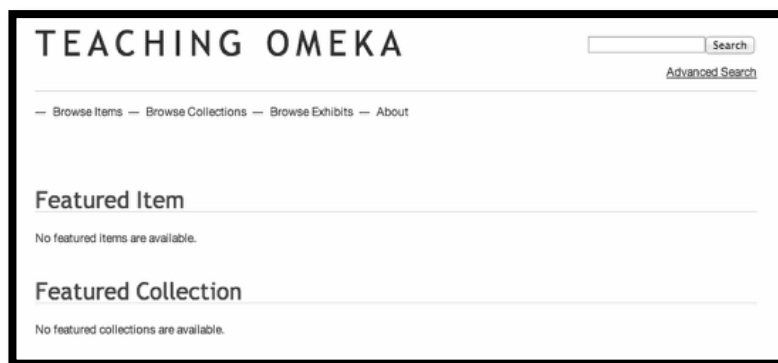 TEACHING OMEKA
Search
Advanced Search
— Browse Items — Browse Collections — Browse Exhibits — About
Featured Item
No featured items are available.
Featured Collection
No featured collections are available.